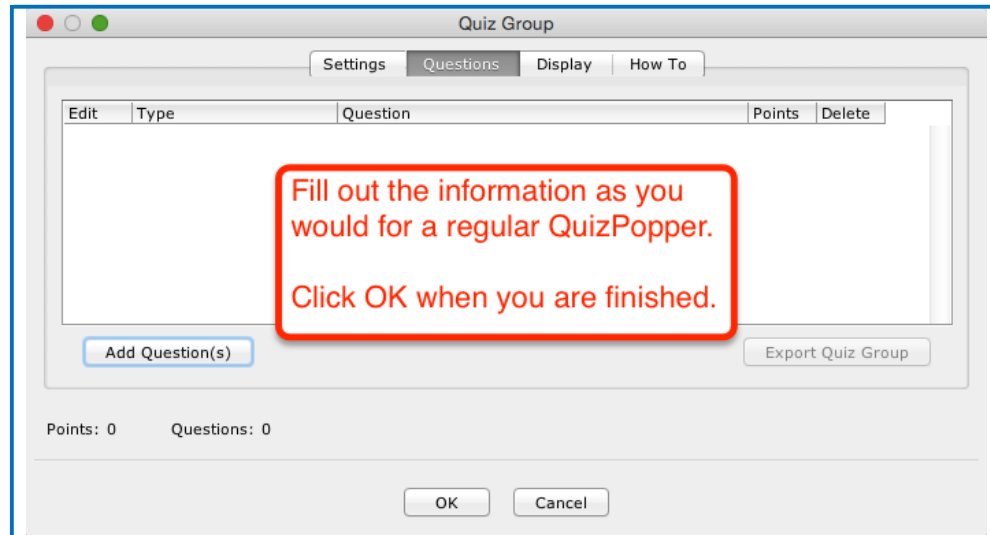 Quiz Group
Settings Questions Display How To
Edit Type Question Points Delete
Fill out the information as you
would for a regular QuizPopper.
Click OK when you are finished.
Add Question(s) Export Quiz Group
Points: 0 Questions: 0
OK Cancel